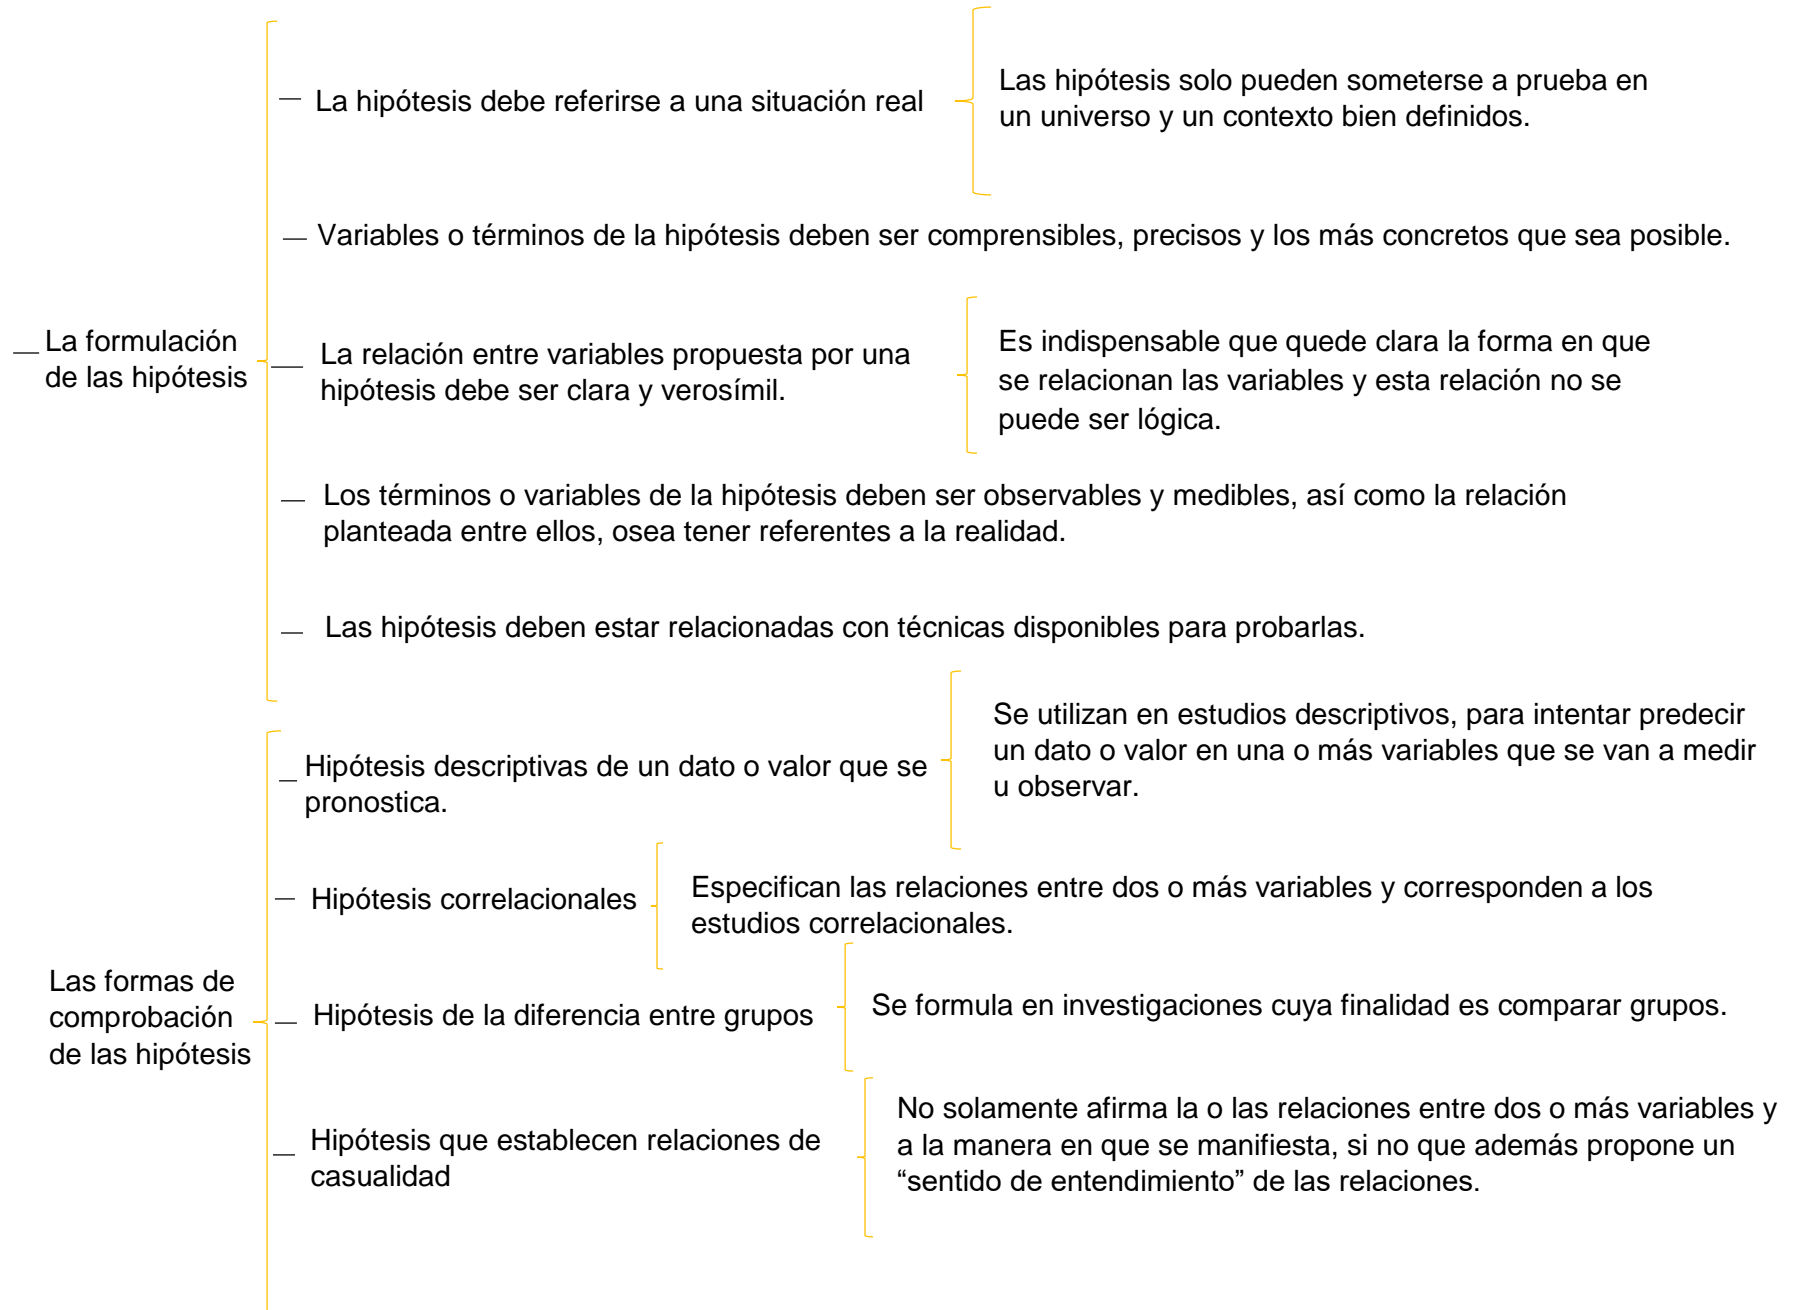 La formulación
de las hipótesis
La hipótesis debe referirse a una situación real
Las hipótesis solo pueden someterse a prueba en
un universo y un contexto bien definidos.
Variables o términos de la hipótesis deben ser comprensibles, precisos y los más concretos que sea posible.
La relación entre variables propuesta por una
hipótesis debe ser clara y verosímil.
Es indispensable que quede clara la forma en que
se relacionan las variables y esta relación no se
puede ser lógica.
Los términos o variables de la hipótesis deben ser observables y medibles, así como la relación
planteada entre ellos, osea tener referentes a la realidad.
Las hipótesis deben estar relacionadas con técnicas disponibles para probarlas.
Las formas de
comprobación
de las hipótesis
Hipótesis descriptivas de un dato o valor que se
pronostica.
Se utilizan en estudios descriptivos, para intentar predecir
un dato o valor en una o más variables que se van a medir
u observar.
Hipótesis correlacionales
Especifican las relaciones entre dos o más variables y corresponden a los
estudios correlacionales.
Hipótesis de la diferencia entre grupos
Se formula en investigaciones cuya finalidad es comparar grupos.
Hipótesis que establecen relaciones de
casualidad
No solamente afirma la o las relaciones entre dos o más variables y
a la manera en que se manifiesta, si no que además propone un
“sentido de entendimiento” de las relaciones.